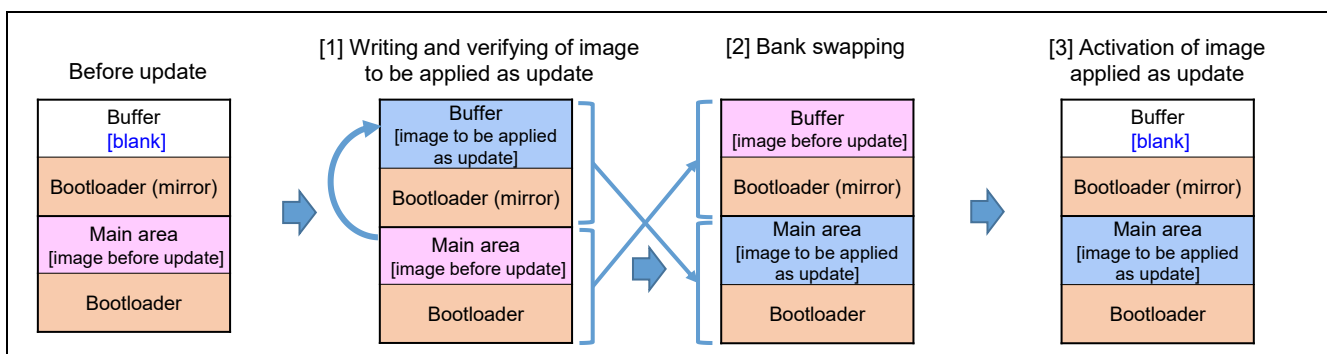 Before update
Buffer
[blank]
Bootloader (mirror)
Main area
[image before update]
Bootloader
[1] Writing and verifying of image
to be applied as update
Buffer
[image to be applied
as update]
Bootloader (mirror)
Main area
[image before update]
Bootloader
[2] Bank swapping
Buffer
[image before update]
Bootloader (mirror)
Main area
[image to be applied
as update]
Bootloader
[3] Activation of image
applied as update
Buffer
[blank]
Bootloader (mirror)
Main area
[image to be applied
as update]
Bootloader